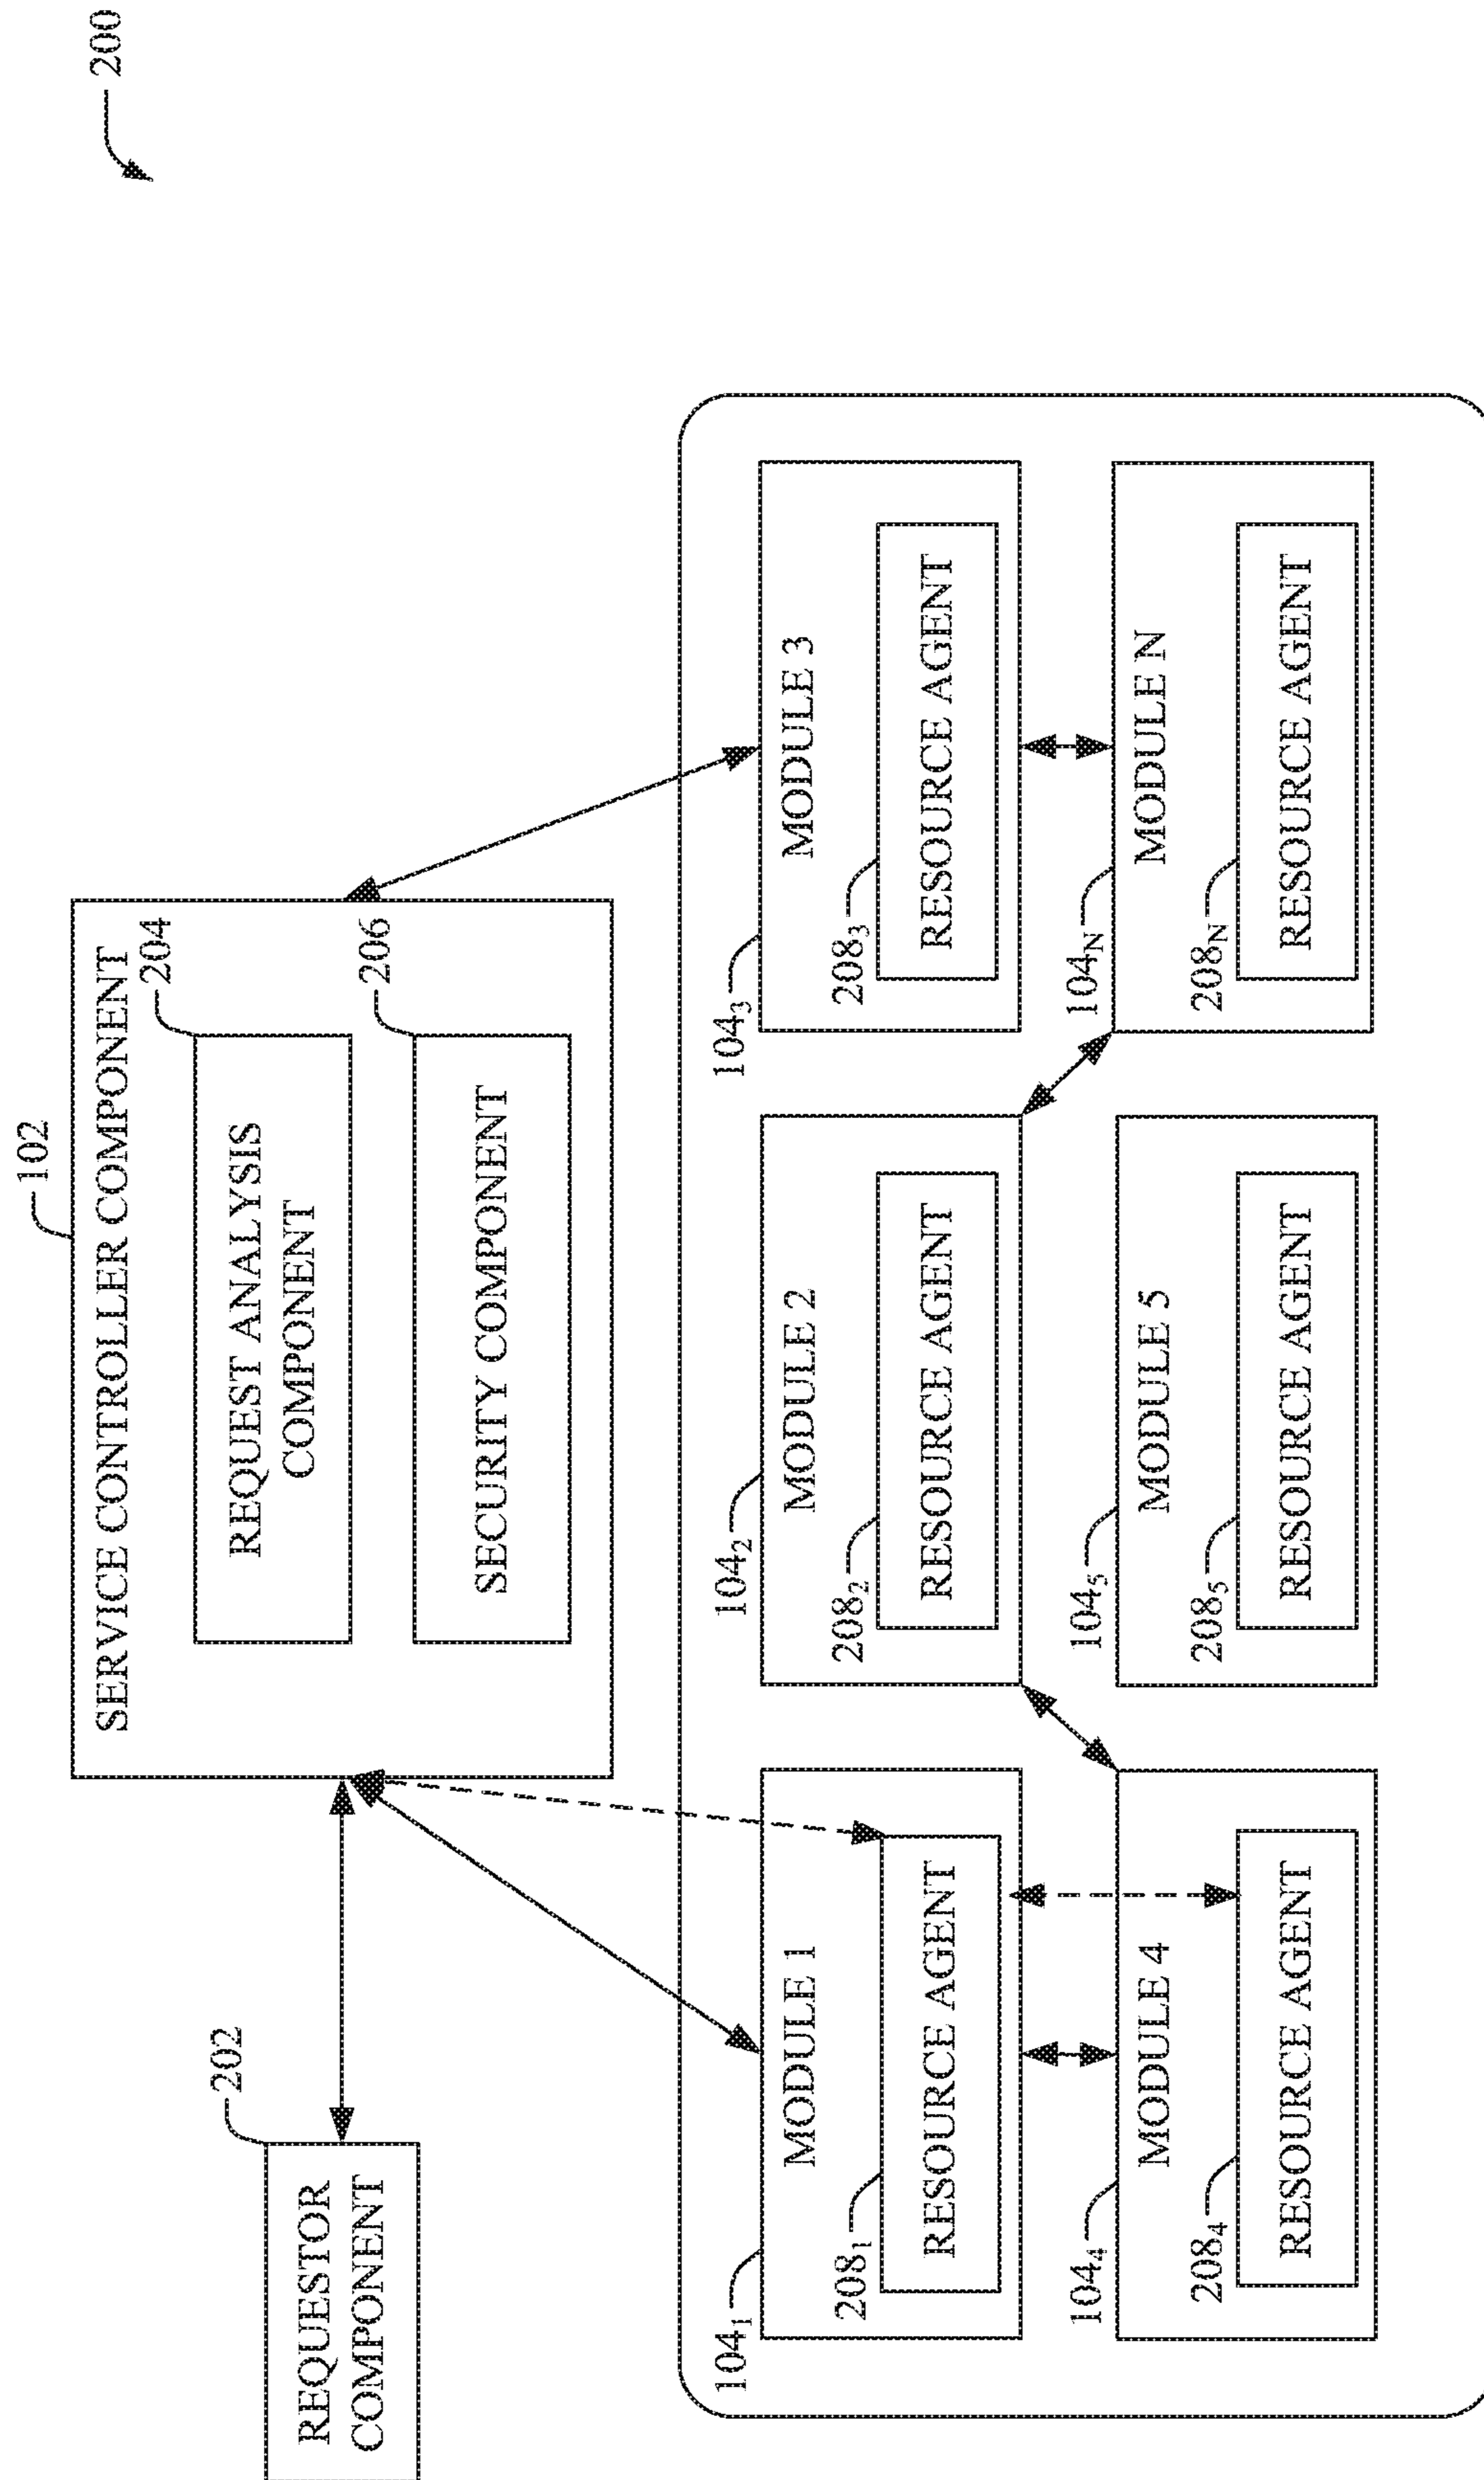 200
102
SERVICE CONTROLLER COMPONENT
204
REQUEST ANALYSIS
COMPONENT
206
SECURITY COMPONENT
202
REQUESTOR
COMPONENT
104₁
MODULE 1
208₁
RESOURCE AGENT
104₂
MODULE 2
208₂
RESOURCE AGENT
104₃
MODULE 3
208₃
RESOURCE AGENT
104₄
MODULE 4
208₄
RESOURCE AGENT
104₅
MODULE 5
208₅
RESOURCE AGENT
104N
MODULE N
208N
RESOURCE AGENT